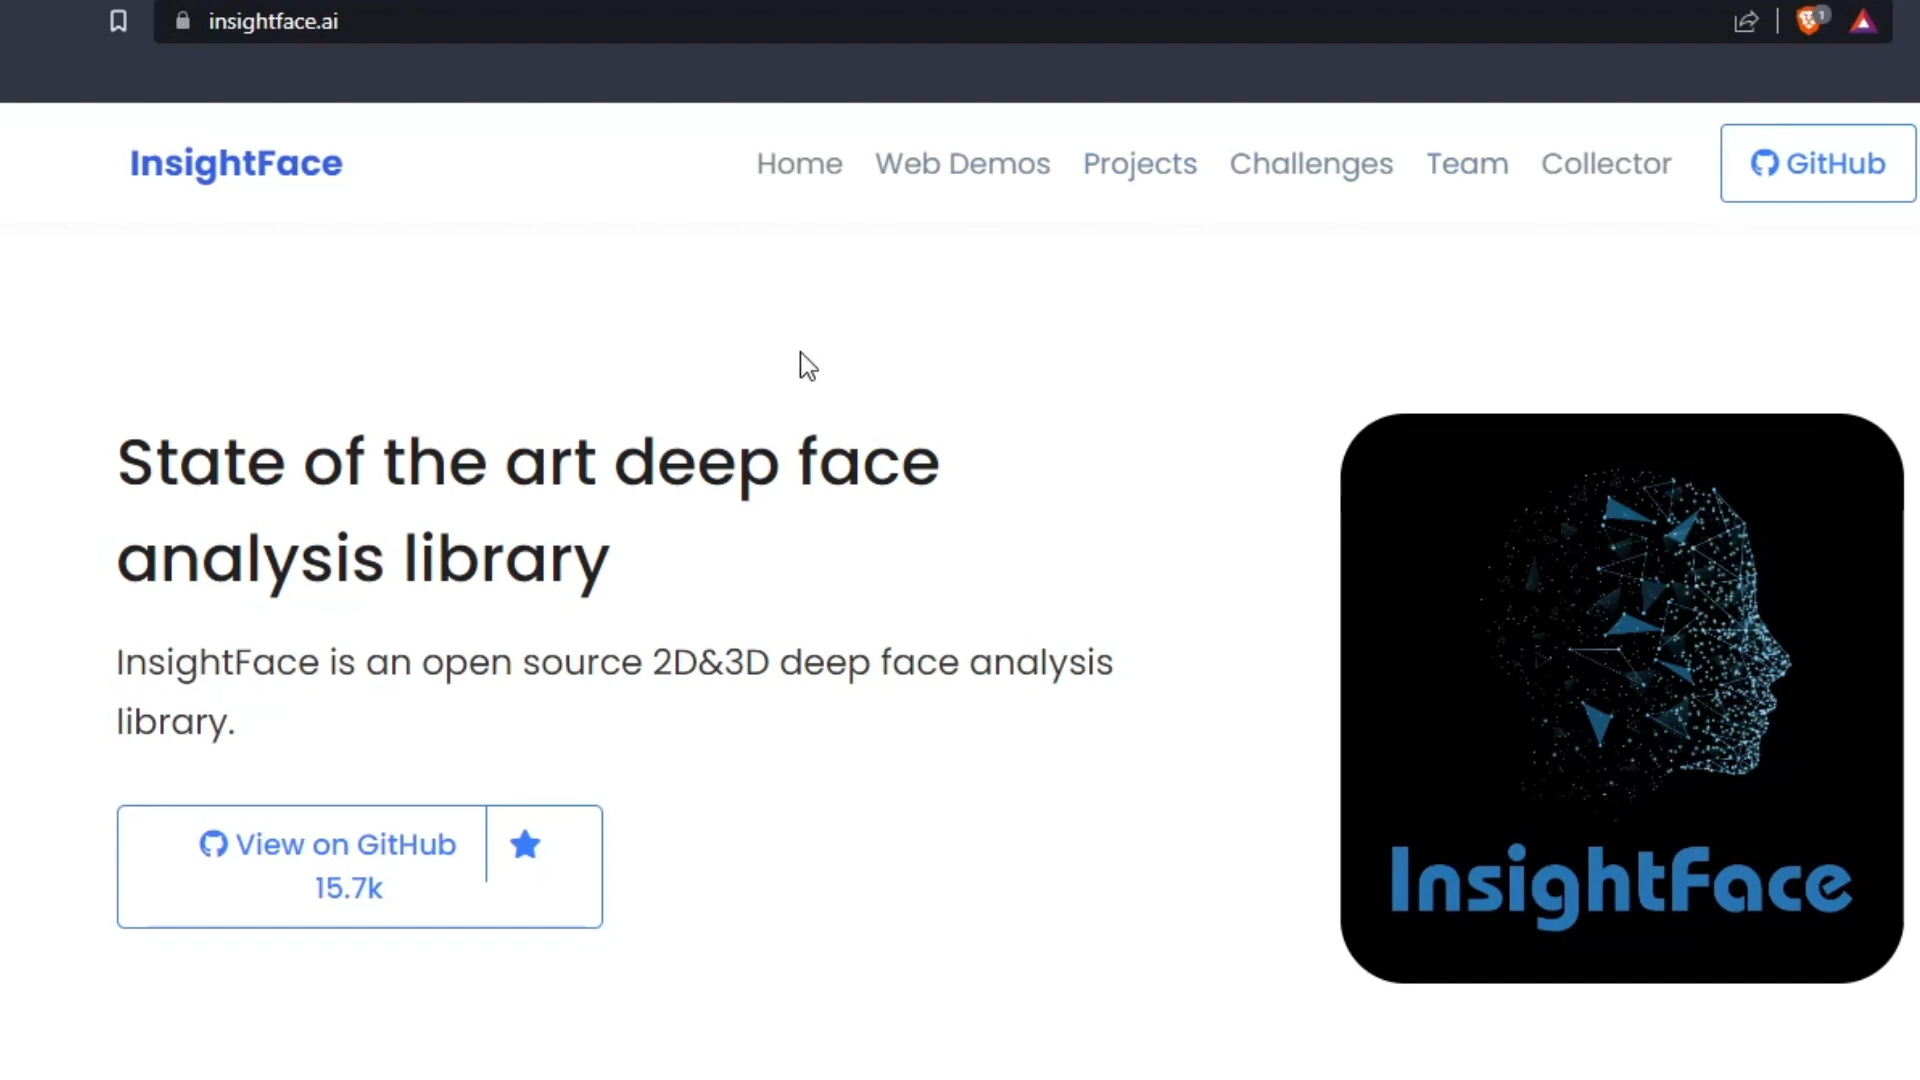 insightface.ai
1
InsightFace
Home Web Demos Projects Challenges Team Collector GitHub
State of the art deep face
analysis library
InsightFace is an open source 2D&3D deep face analysis
library.
View on GitHub
15.7k
InsightFace